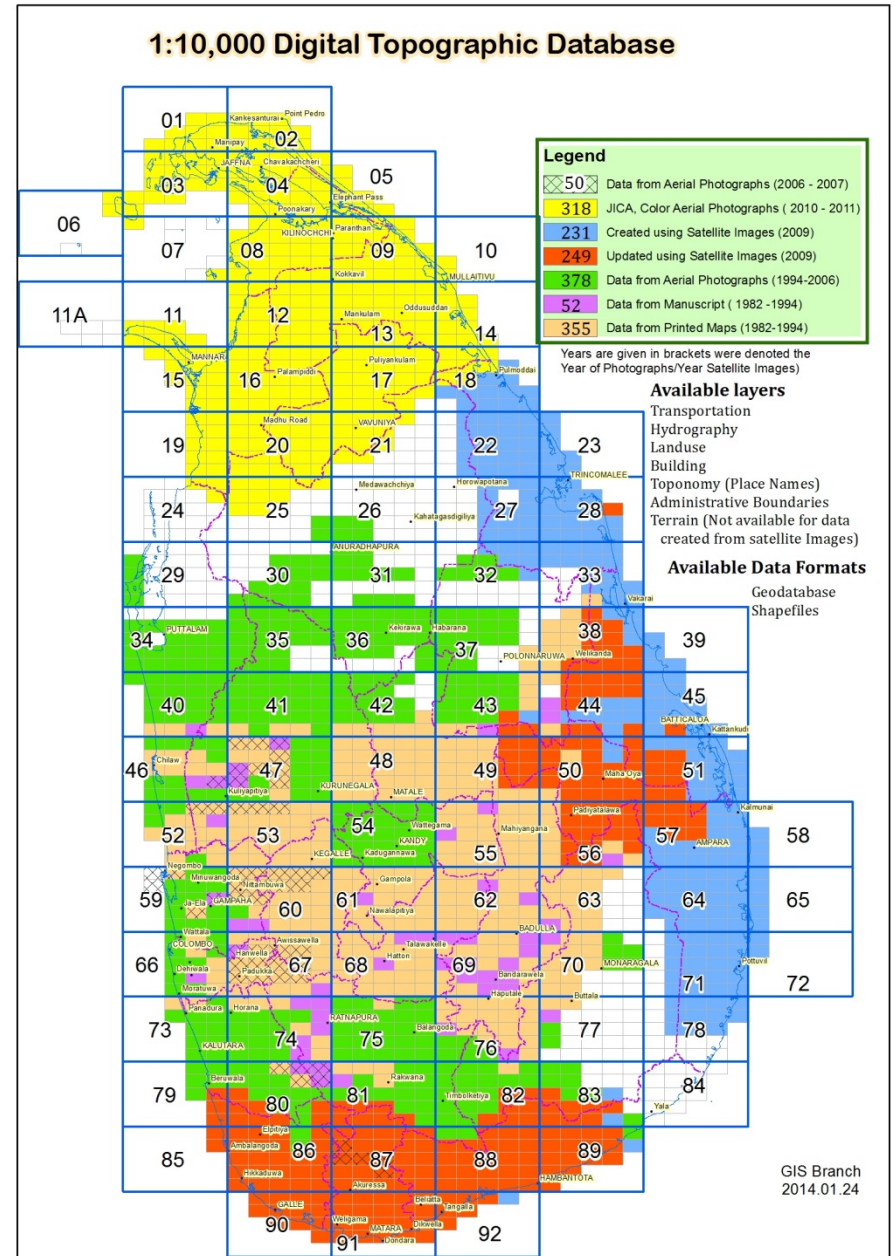 1:10,000 Digital Topographic Database
01
Kankesanturai
Point Pedro
02
Manipay
JAFFNA
Chavakachcheri
03
04
05
Elephant Pass
06
Poonakary
Paranthan
KILINOCHCHI
07
08
09
10
Kokkavil
MULLAITIVU
11A
11
12
Mankulam
Oddusuddan
13
14
MANNAR
15
16
Palampiddi
Puliyankulam
17
18
Pulmoddai
19
Madhu Road
20
VAVUNIYA
21
22
23
TRINCOMALEE
24
25
Medawachchiya
26
Horowapotana
Kahatagasdigiliya
27
28
ANURADHAPURA
29
30
31
32
33
Vakarai
34
PUTTALAM
35
36
Kekirawa
Habarana
37
POLONNARUWA
38
Welikanda
39
40
41
42
43
44
45
BATTICALOA
Kattankudi
46
Chilaw
47
Kuliyapitiya
KURUNEGALA
48
MATALE
49
50
Maha Oya
51
Kalmunai
52
53
54
Wattegama
KANDY
KEGALLE
Kadugannawa
55
Mahiyangana
Padiyatalawa
56
57
AMPARA
58
Negombo
59
Minuwangoda
Nittambuwa
Ja-Ela
GAMPAHA
60
61
Gampola
Nawalapitiya
62
63
64
65
Wattala
COLOMBO
66
Dehiwala
Moratuwa
Hanwella
Awissawella
Padukka
67
68
Talawakelle
Hatton
69
BADULLA
Bandarawela
70
MONARAGALA
71
Pottuvil
72
Panadura
Horana
73
KALUTARA
74
RATNAPURA
75
Balangoda
Haputale
76
Buttala
77
78
79
Beruwala
80
81
Rakwana
Timbolketiya
82
83
84
Yala
85
Elpitiya
Ambalangoda
86
Hikkaduwa
87
Akuressa
88
89
HAMBANTOTA
90
GALLE
Weligama
91
MATARA
Dondara
Beliatta
Dikwella
Tangalla
92
Legend
50 Data from Aerial Photographs (2006 - 2007)
318 JICA, Color Aerial Photographs ( 2010 - 2011)
231 Created using Satellite Images (2009)
249 Updated using Satellite Images (2009)
378 Data from Aerial Photographs (1994-2006)
52 Data from Manuscript ( 1982 -1994)
355 Data from Printed Maps (1982-1994)
Years are given in brackets were denoted the
Year of Photographs/Year Satellite Images)
Available layers
Transportation
Hydrography
Landuse
Building
Toponomy (Place Names)
Administrative Boundaries
Terrain (Not available for data
created from satellite Images)
Available Data Formats
Geodatabase
Shapefiles
GIS Branch
2014.01.24